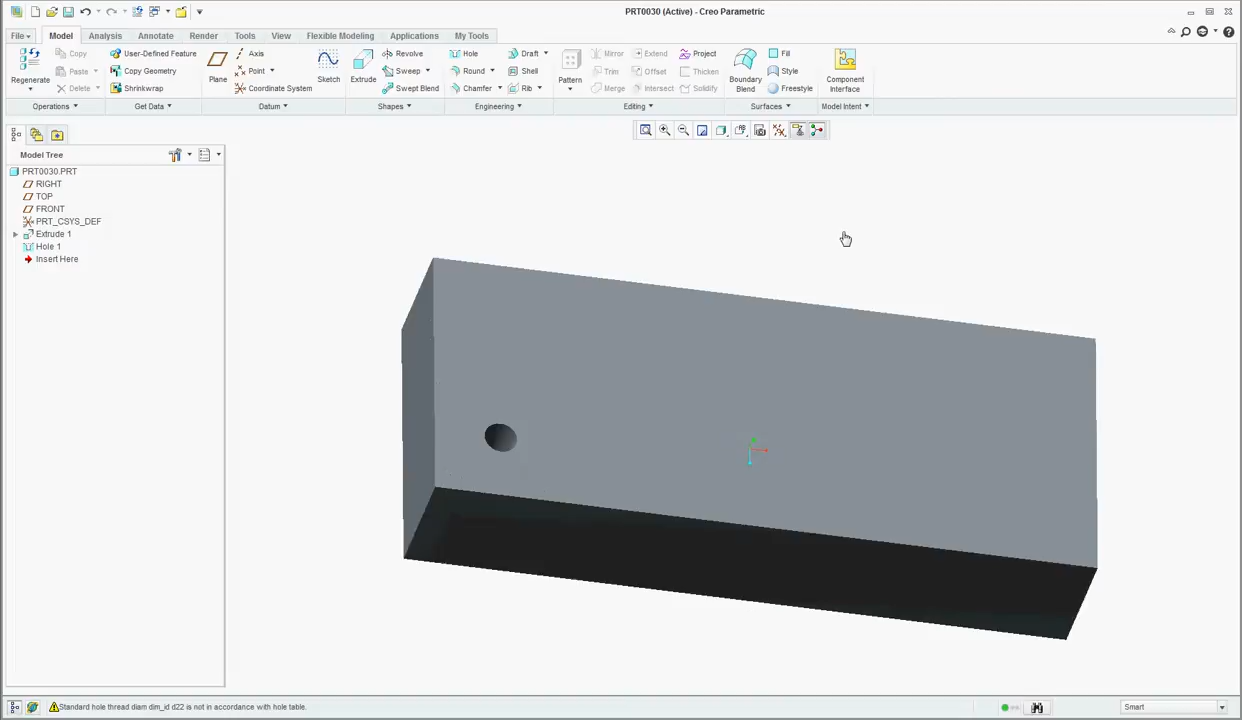 PRT0030 (Active) - Creo Parametric
File Model Analysis Annotate Render Tools View Flexible Modeling Applications My Tools
Copy User-Defined Feature Axis Revolve Hole Draft Mirror Extend Project Fill
Regenerate Paste Copy Geometry Plane Point Sketch Extrude Sweep Round Shell Pattern Trim Offset Thicken Boundary Blend Style Component Interface
Delete Shrinkwrap Coordinate System Swept Blend Chamfer Rib Merge Intersect Solidify Freestyle
Operations Get Data Datum Shapes Engineering Editing Surfaces Model Intent
Model Tree
PRT0030.PRT
RIGHT
TOP
FRONT
PRT_CSYS_DEF
Extrude 1
Hole 1
Insert Here
Standard hole thread diam dim_id d22 is not in accordance with hole table.
Smart